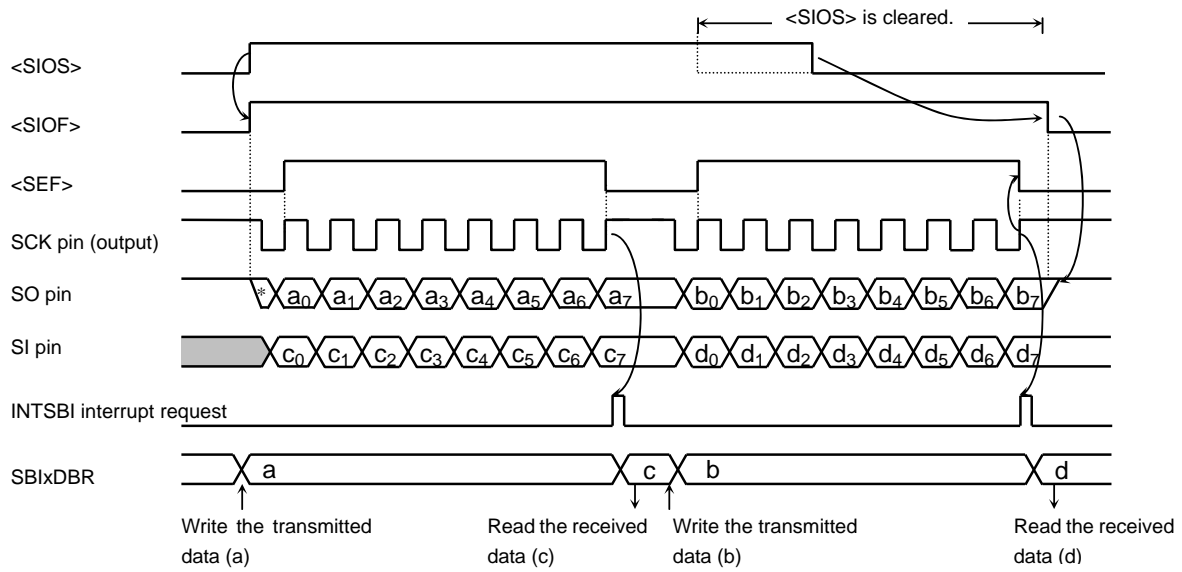 <SIOS> is cleared.
<SIOS>
<SIOF>
<SEF>
SCK pin (output)
SO pin
* a0 a1 a2 a3 a4 a5 a6 a7 b0 b1 b2 b3 b4 b5 b6 b7
SI pin
c0 c1 c2 c3 c4 c5 c6 c7 d0 d1 d2 d3 d4 d5 d6 d7
INTSBI interrupt request
SBIxDBR
a c b d
Write the transmitted
data (a)
Read the received
data (c)
Write the transmitted
data (b)
Read the received
data (d)